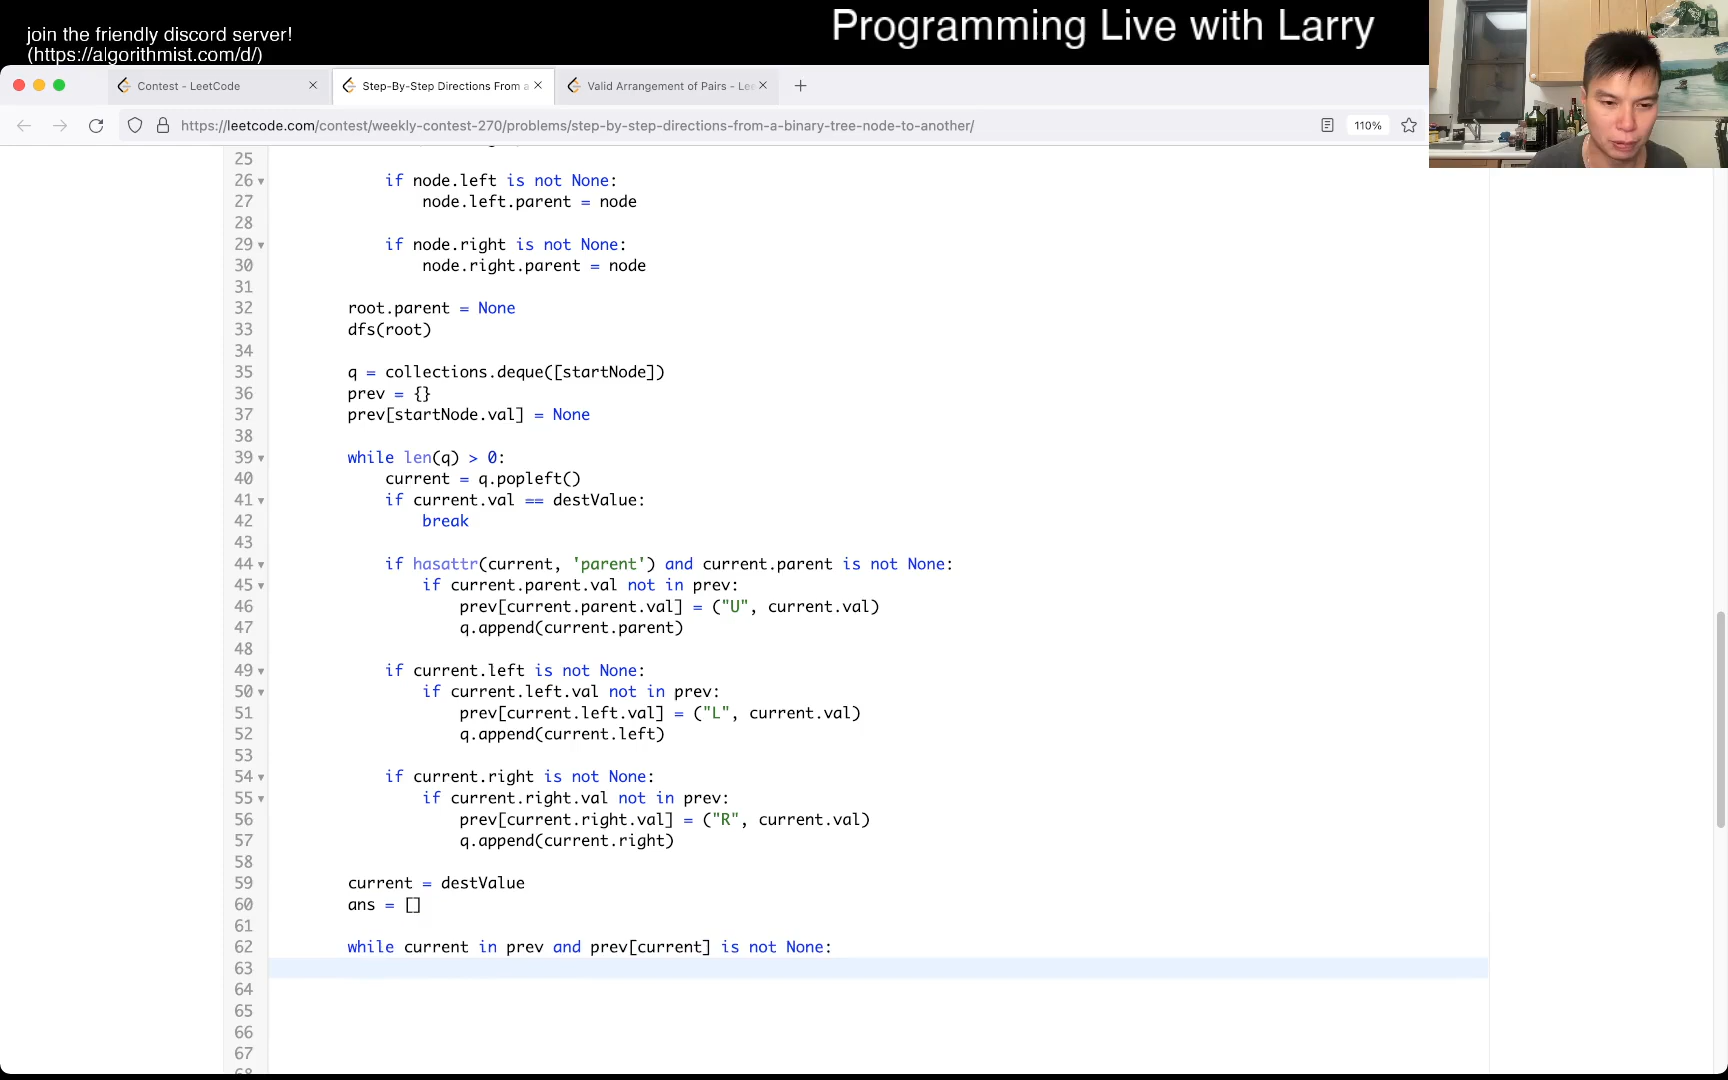 join the friendly discord server!
(https://algorithmist.com/d/)
Programming Live with Larry
Contest - LeetCode
Step-By-Step Directions From a
Valid Arrangement of Pairs - Lee
https://leetcode.com/contest/weekly-contest-270/problems/step-by-step-directions-from-a-binary-tree-node-to-another/
110%
25
26 if node.left is not None:
27 node.left.parent = node
28
29 if node.right is not None:
30 node.right.parent = node
31
32 root.parent = None
33 dfs(root)
34
35 q = collections.deque([startNode])
36 prev = {}
37 prev[startNode.val] = None
38
39 while len(q) > 0:
40 current = q.popleft()
41 if current.val == destValue:
42 break
43
44 if hasattr(current, 'parent') and current.parent is not None:
45 if current.parent.val not in prev:
46 prev[current.parent.val] = ("U", current.val)
47 q.append(current.parent)
48
49 if current.left is not None:
50 if current.left.val not in prev:
51 prev[current.left.val] = ("L", current.val)
52 q.append(current.left)
53
54 if current.right is not None:
55 if current.right.val not in prev:
56 prev[current.right.val] = ("R", current.val)
57 q.append(current.right)
58
59 current = destValue
60 ans = []
61
62 while current in prev and prev[current] is not None:
63
64
65
66
67